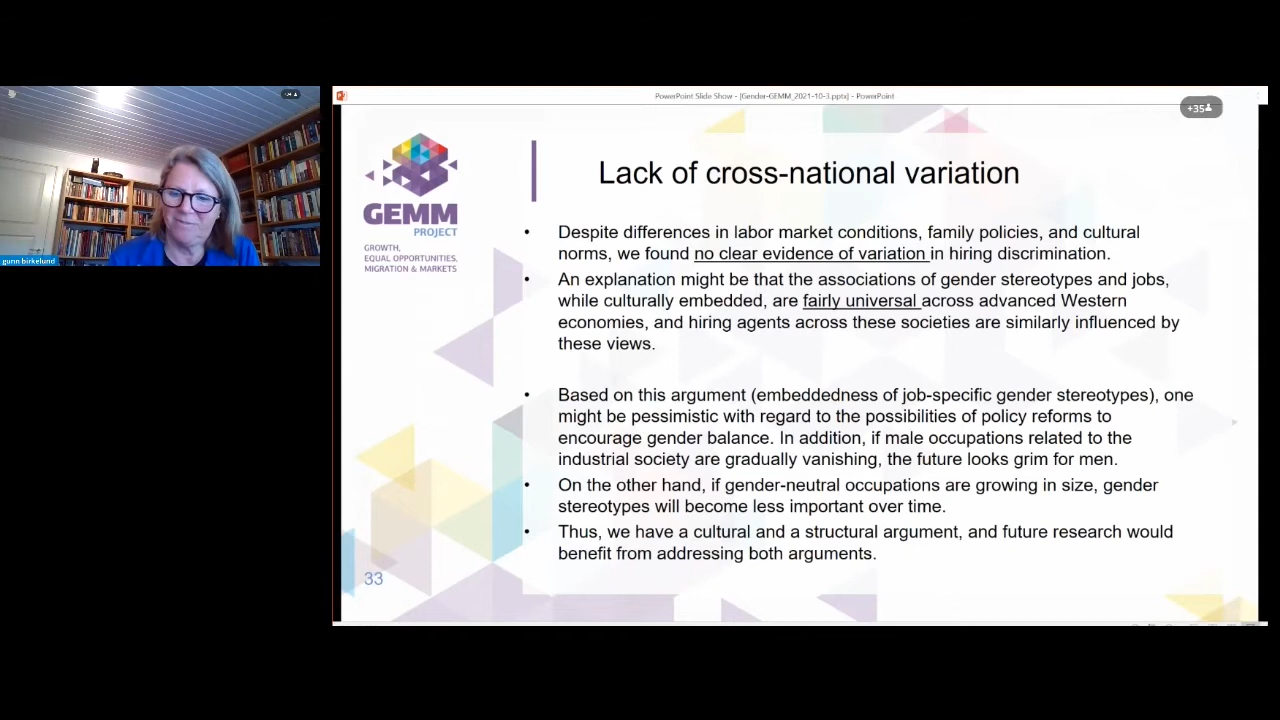 PowerPoint Slide Show - [Gender-GEMM_2021-10-3.pptx] - PowerPoint
+35
gunn birkelund
GEMM
PROJECT
GROWTH,
EQUAL OPPORTUNITIES,
MIGRATION & MARKETS
Lack of cross-national variation
• Despite differences in labor market conditions, family policies, and cultural
norms, we found no clear evidence of variation in hiring discrimination.
• An explanation might be that the associations of gender stereotypes and jobs,
while culturally embedded, are fairly universal across advanced Western
economies, and hiring agents across these societies are similarly influenced by
these views.
• Based on this argument (embeddedness of job-specific gender stereotypes), one
might be pessimistic with regard to the possibilities of policy reforms to
encourage gender balance. In addition, if male occupations related to the
industrial society are gradually vanishing, the future looks grim for men.
• On the other hand, if gender-neutral occupations are growing in size, gender
stereotypes will become less important over time.
• Thus, we have a cultural and a structural argument, and future research would
benefit from addressing both arguments.
33